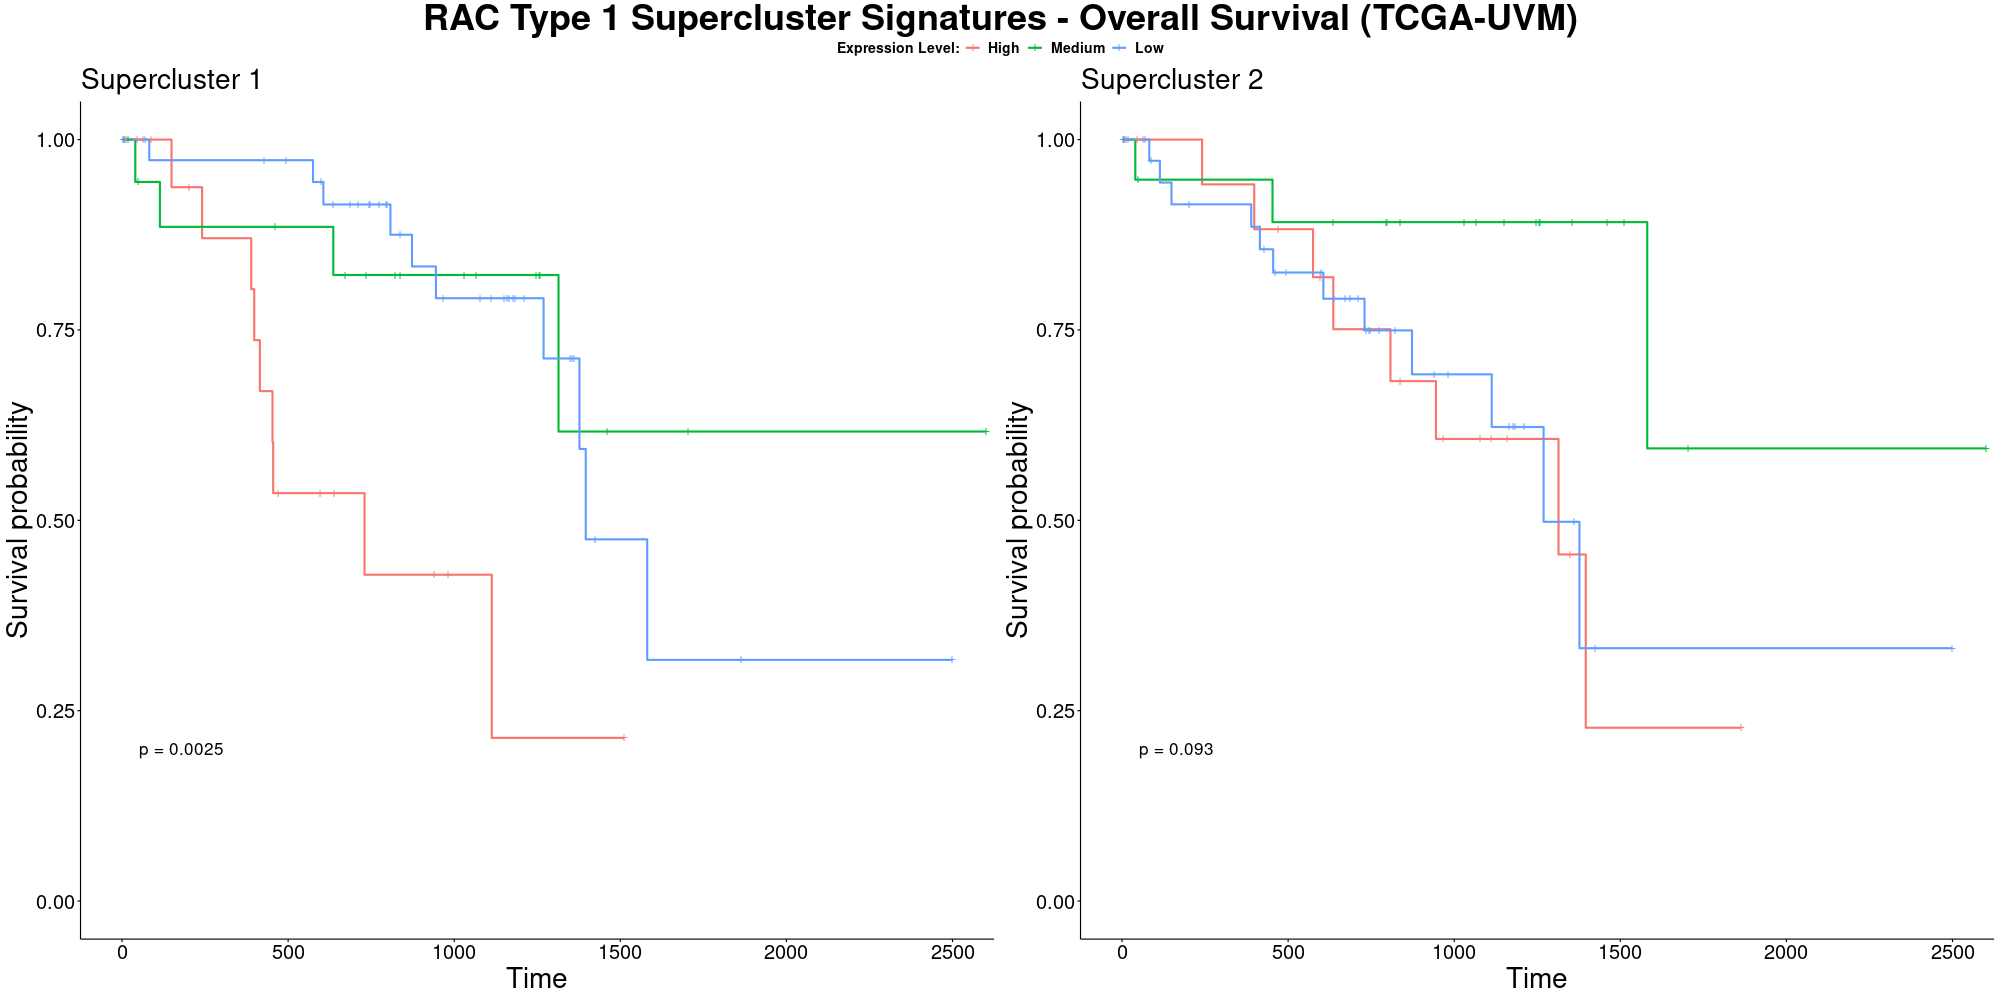 RAC Type 1 Supercluster Signatures - Overall Survival (TCGA-UVM)
Expression Level: High Medium Low
Supercluster 1
Survival probability
1.00
0.75
0.50
0.25
0.00
p = 0.0025
0 500 1000 1500 2000 2500
Time
Supercluster 2
Survival probability
1.00
0.75
0.50
0.25
0.00
p = 0.093
0 500 1000 1500 2000 2500
Time